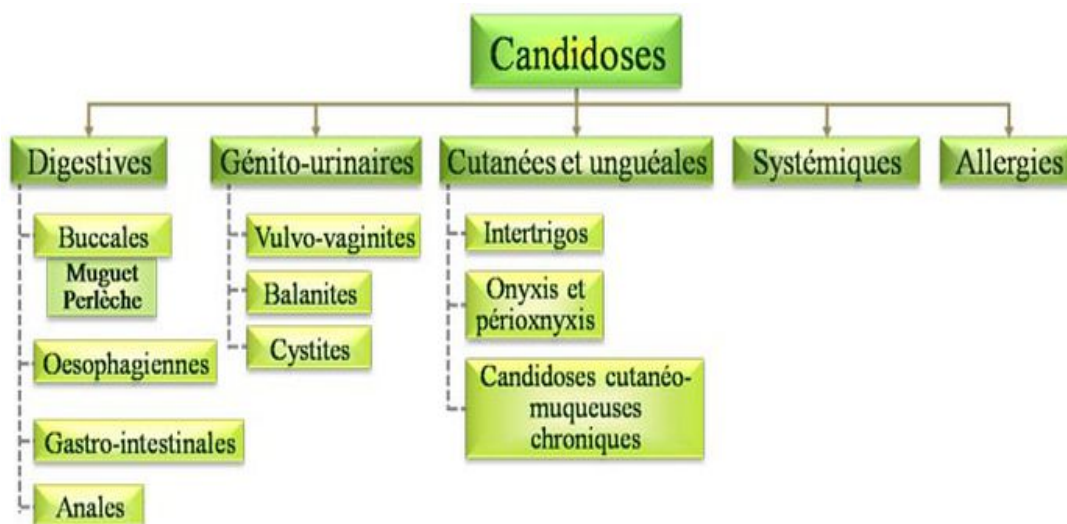 Candidoses
Digestives
Buccales
Muguet
Perlèche
Oesophagiennes
Gastro-intestinales
Anales
Génito-urinaires
Vulvo-vaginites
Balanites
Cystites
Cutanées et unguéales
Intertrigos
Onyxis et
périoxnyxis
Candidoses cutanéo-
muqueuses
chroniques
Systémiques
Allergies